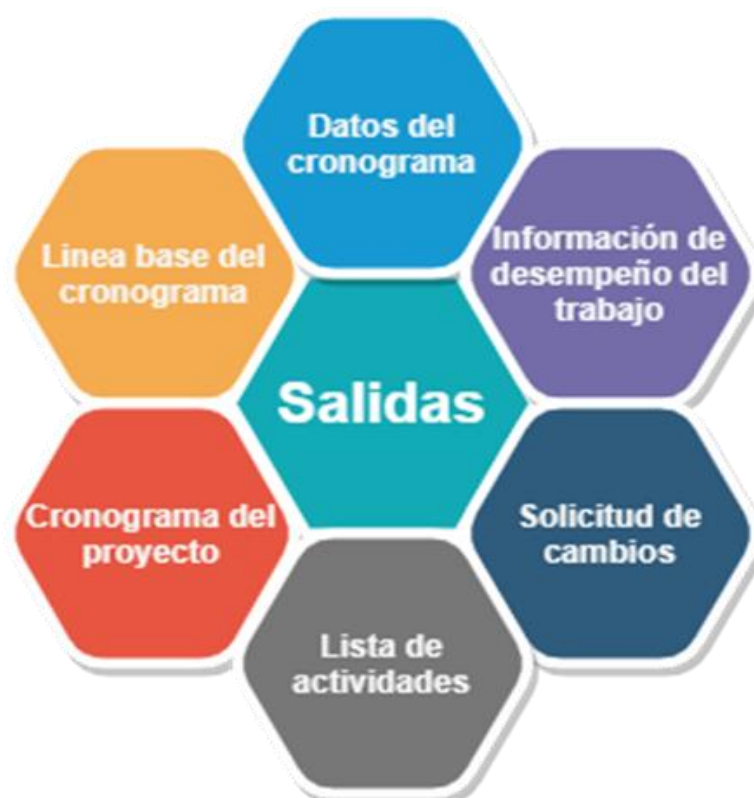 Datos del
cronograma
Información de
desempeño del
trabajo
Linea base del
cronograma
Salidas
Cronograma del
proyecto
Solicitud de
cambios
Lista de
actividades